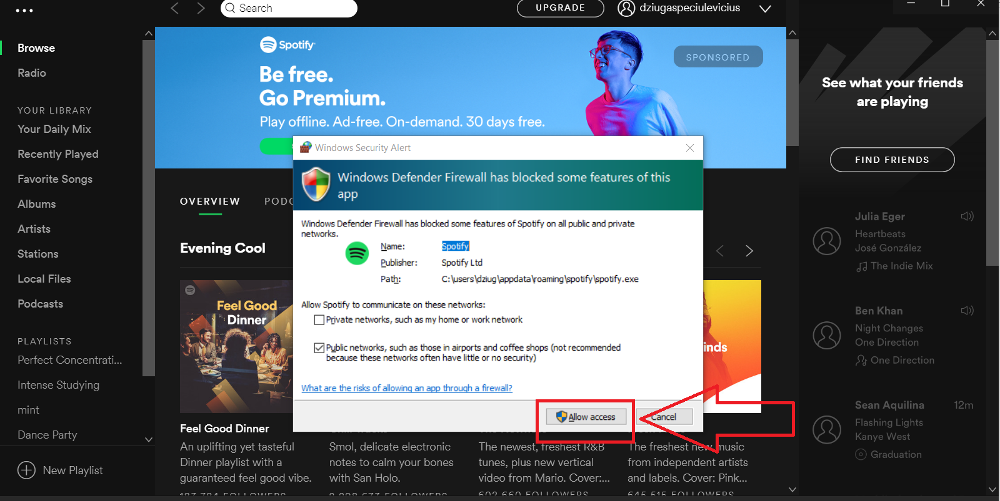 Search
UPGRADE
dziugaspeciulevicius
Browse
Radio
YOUR LIBRARY
Your Daily Mix
Recently Played
Favorite Songs
Albums
Artists
Stations
Local Files
Podcasts
PLAYLISTS
Perfect Concentrati...
Intense Studying
mint
Dance Party
New Playlist
Spotify
SPONSORED
Be free.
Go Premium.
Play offline. Ad-free. On-demand. 30 days free.
OVERVIEW
Evening Cool
Feel Good
Dinner
inds
Feel Good Dinner
An uplifting yet tasteful
Dinner playlist with a
guaranteed feel good vibe.
183,784 FOLLOWERS
Smol, delicate electronic
notes to calm your bones
with San Holo.
The newest, freshest R&B
tunes, plus new vertical
video from Mario. Cover:...
602,660 FOLLOWERS
The freshest new music
from independent artists
and labels. Cover: Pink...
645,515 FOLLOWERS
Windows Security Alert
Windows Defender Firewall has blocked some features of this
app
Windows Defender Firewall has blocked some features of Spotify on all public and private
networks.
Name: Spotify
Publisher: Spotify Ltd
Path: C:\users\dziug\appdata\roaming\spotify\spotify.exe
Allow Spotify to communicate on these networks:
Private networks, such as my home or work network
Public networks, such as those in airports and coffee shops (not recommended
because these networks often have little or no security)
What are the risks of allowing an app through a firewall?
Allow access
Cancel
See what your friends
are playing
FIND FRIENDS
Julia Eger
Heartbeats
José González
The Indie Mix
Ben Khan
Night Changes
One Direction
One Direction
Sean Aquilina 12m
Flashing Lights
Kanye West
Graduation